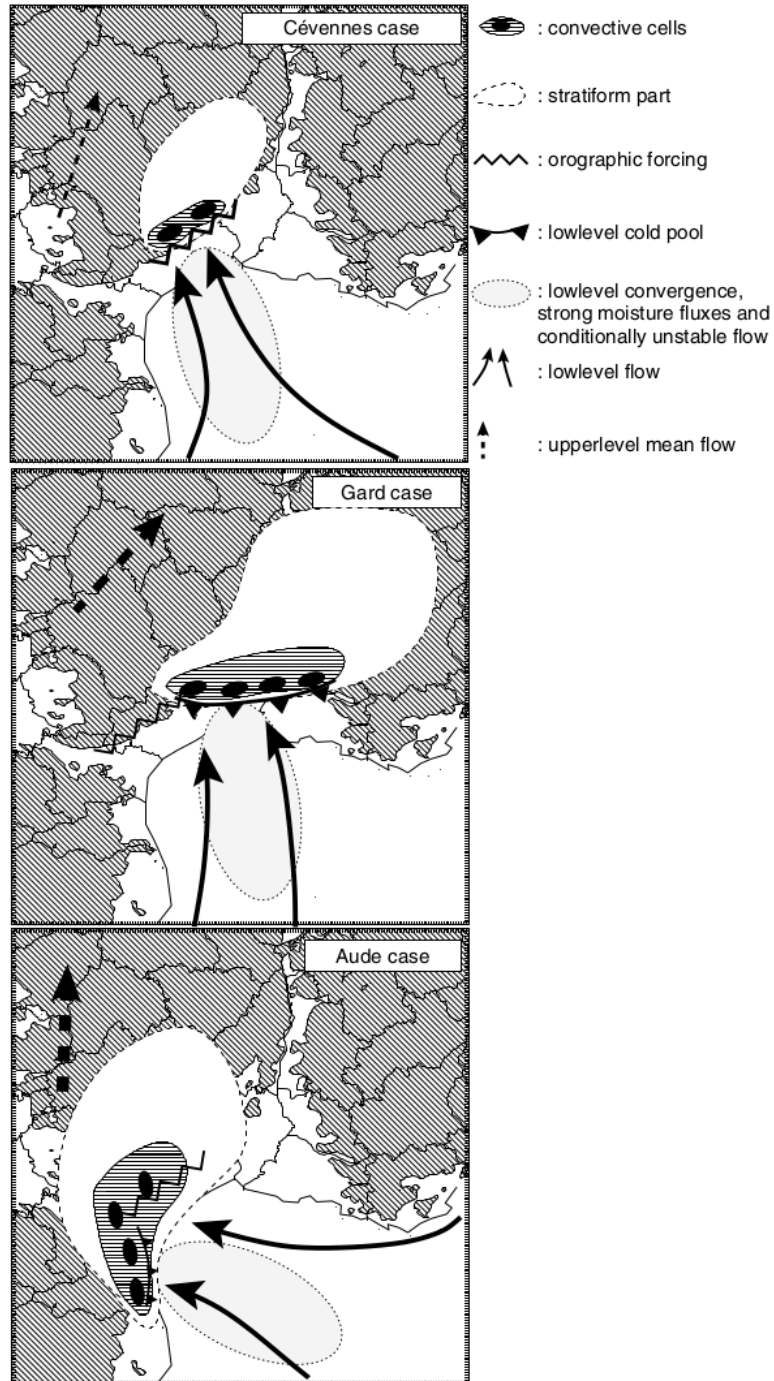 Cévennes case
: convective cells
: stratiform part
: orographic forcing
: lowlevel cold pool
: lowlevel convergence,
strong moisture fluxes and
conditionally unstable flow
: lowlevel flow
: upperlevel mean flow
Gard case
Aude case